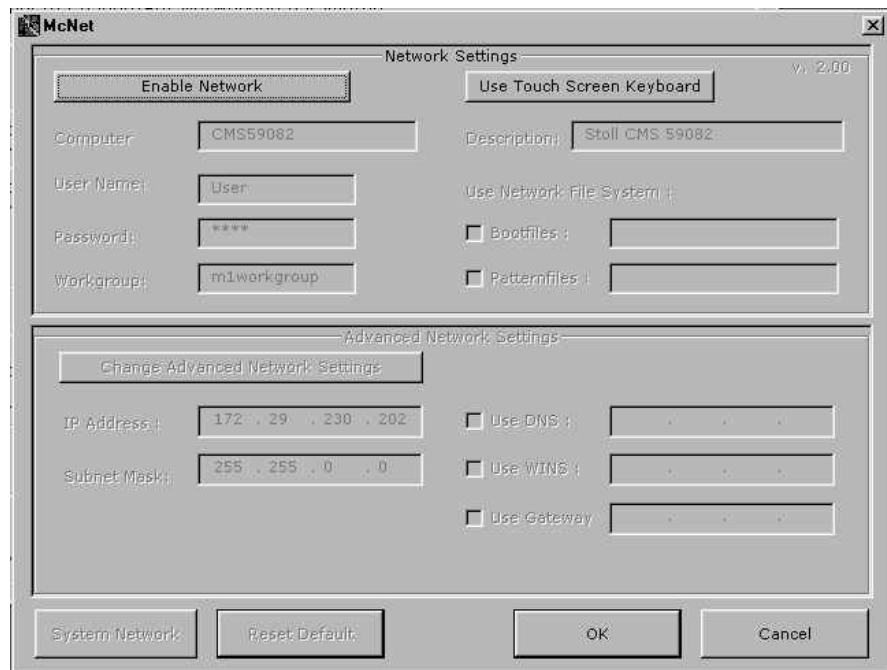 McNet
Network Settings
v. 2.00
Enable Network
Use Touch Screen Keyboard
Computer
CMS59082
Description:
Stoll CMS 59082
User Name:
User
Use Network File System :
Password:
****
Bootfiles :
Workgroup:
m1workgroup
Patternfiles :
Advanced Network Settings
Change Advanced Network Settings
IP Address :
172 . 29 . 230 . 202
Use DNS :
. . .
Subnet Mask:
255 . 255 . 0 . 0
Use WINS :
. . .
Use Gateway
. . .
System Network
Reset Default
OK
Cancel